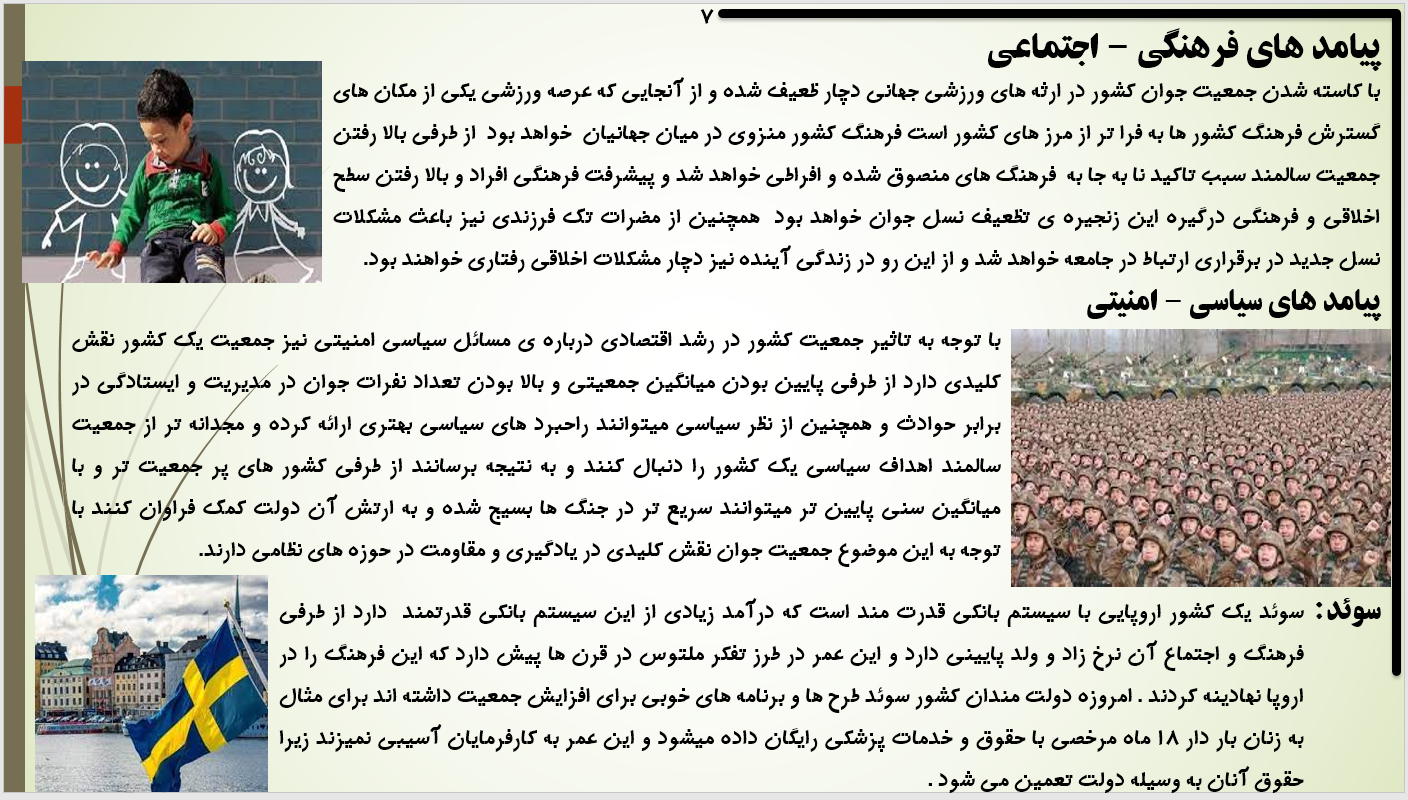 ۷
پیامد های فرهنگی – اجتماعی
با کاسته شدن جمعیت جوان کشور در ارثه های ورزشی جهانی دچار ظعیف شده و از آنجایی که عرصه ورزشی یکی از مکان های
گسترش فرهنگ کشور ها به فرا تر از مرز های کشور است فرهنگ کشور منزوی در میان جهانیان خواهد بود از طرفی بالا رفتن
جمعیت سالمند سبب تاکید نا به جا به فرهنگ های منصوق شده و افراطی خواهد شد و پیشرفت فرهنگی افراد و بالا رفتن سطح
اخلاقی و فرهنگی درگیره این زنجیره ی تظعیف نسل جوان خواهد بود همچنین از مضرات تک فرزندی نیز باعث مشکلات
نسل جدید در برقراری ارتباط در جامعه خواهد شد و از این رو در زندگی آینده نیز دچار مشکلات اخلاقی رفتاری خواهند بود.
پیامد های سیاسی – امنیتی
با توجه به تاثیر جمعیت کشور در رشد اقتصادی درباره ی مسائل سیاسی امنیتی نیز جمعیت یک کشور نقش
کلیدی دارد از طرفی پایین بودن میانگین جمعیتی و بالا بودن تعداد نفرات جوان در مدیریت و ایستادگی در
برابر حوادث و همچنین از نظر سیاسی میتوانند راحبرد های سیاسی بهتری ارائه کرده و مجدانه تر از جمعیت
سالمند اهداف سیاسی یک کشور را دنبال کنند و به نتیجه برسانند از طرفی کشور های پر جمعیت تر و با
میانگین سنی پایین تر میتوانند سریع تر در جنگ ها بسیج شده و به ارتش آن دولت کمک فراوان کنند با
توجه به این موضوع جمعیت جوان نقش کلیدی در یادگیری و مقاومت در حوزه های نظامی دارند.
سوئد: سوئد یک کشور اروپایی با سیستم بانکی قدرت مند است که درآمد زیادی از این سیستم بانکی قدرتمند دارد از طرفی
فرهنگ و اجتماع آن نرخ زاد و ولد پایینی دارد و این عمر در طرز تفکر ملتوس در قرن ها پیش دارد که این فرهنگ را در
اروپا نهادینه کردند . امروزه دولت مندان کشور سوئد طرح ها و برنامه های خوبی برای افزایش جمعیت داشته اند برای مثال
به زنان بار دار ۱۸ ماه مرخصی با حقوق و خدمات پزشکی رایگان داده میشود و این عمر به کارفرمایان آسیبی نمیزند زیرا
حقوق آنان به وسیله دولت تعمین می شود .